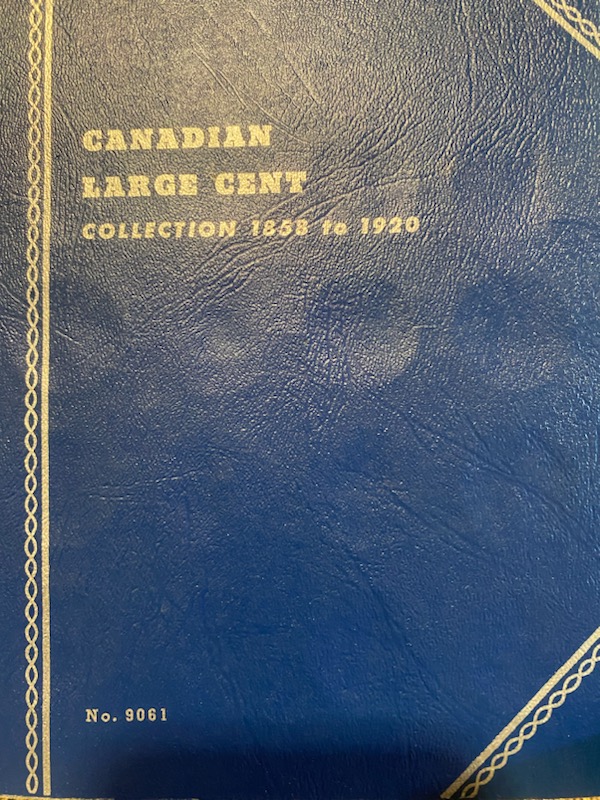 CANADIAN
LARGE CENT
COLLECTION 1858 to 1920
No. 9061